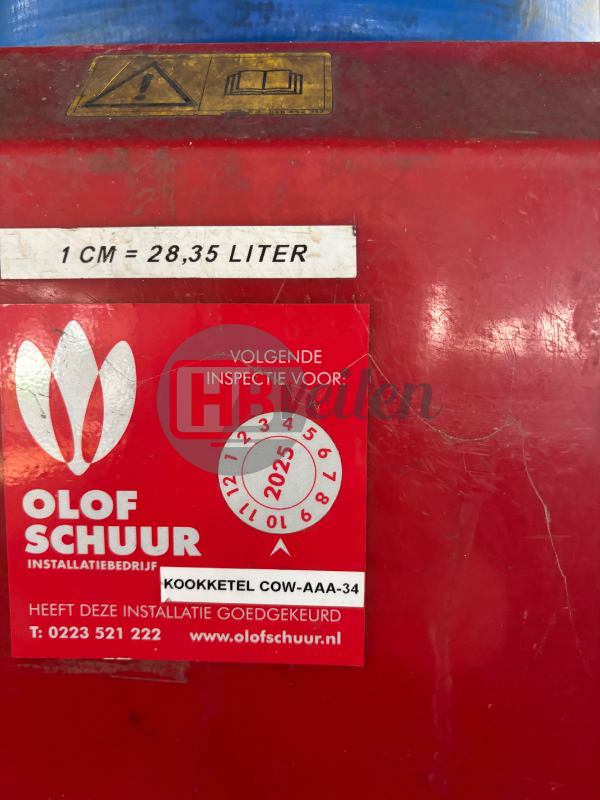 1 CM = 28,35 LITER
VOLGENDE
INSPECTIE VOOR:
HBveilen
1 2 3 4 5 6 7 8 9 10 11 12
2025
OLOF
SCHUUR
INSTALLATIEBEDRIJF
KOOKKETEL COW-AAA-34
HEEFT DEZE INSTALLATIE GOEDGEKEURD
T: 0223 521 222 www.olofschuur.nl